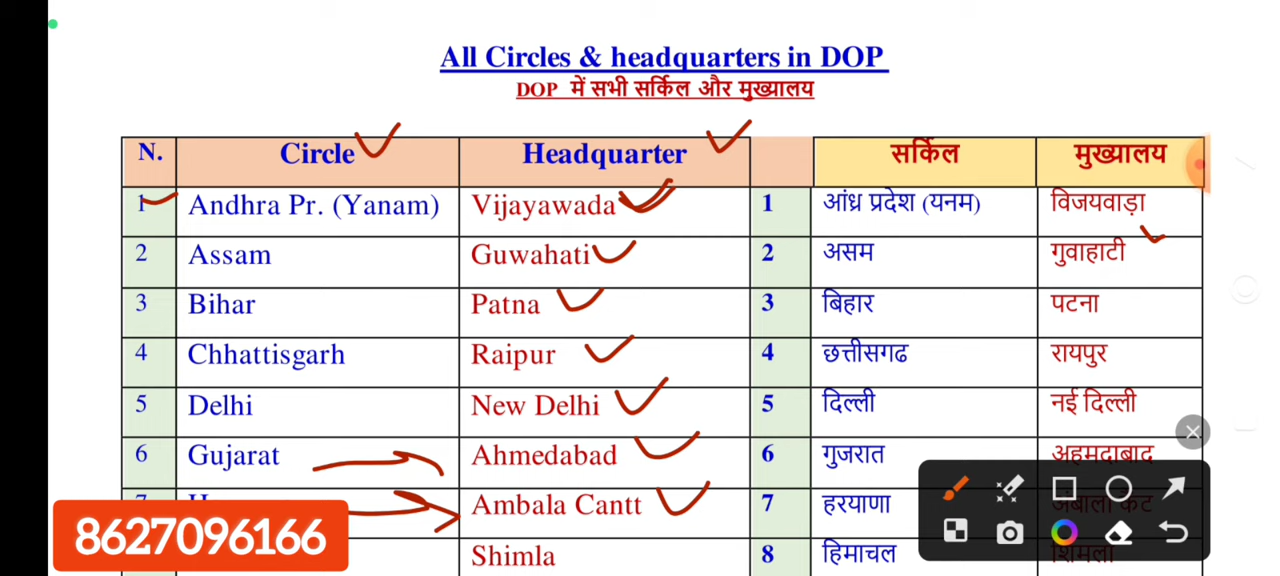 All Circles & headquarters in DOP
DOP में सभी सर्किल और मुख्यालय
N. Circle Headquarter सर्किल मुख्यालय
1 Andhra Pr. (Yanam) Vijayawada 1 आंध्र प्रदेश (यनम) विजयवाड़ा
2 Assam Guwahati 2 असम गुवाहाटी
3 Bihar Patna 3 बिहार पटना
4 Chhattisgarh Raipur 4 छत्तीसगढ रायपुर
5 Delhi New Delhi 5 दिल्ली नई दिल्ली
6 Gujarat Ahmedabad 6 गुजरात अहमदाबाद
Ambala Cantt 7 हरयाणा
Shimla 8 हिमाचल शिमला
8627096166